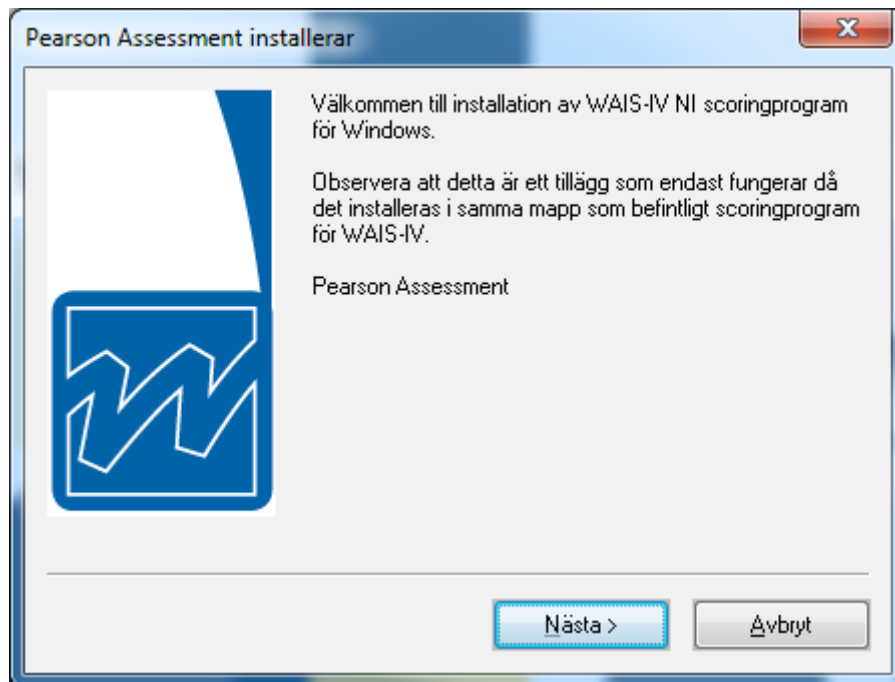 Pearson Assessment installerar
Välkommen till installation av WAIS-IV NI scoringprogram
för Windows.
Observera att detta är ett tillägg som endast fungerar då
det installeras i samma mapp som befintligt scoringprogram
för WAIS-IV.
Pearson Assessment
Nästa >
Avbryt